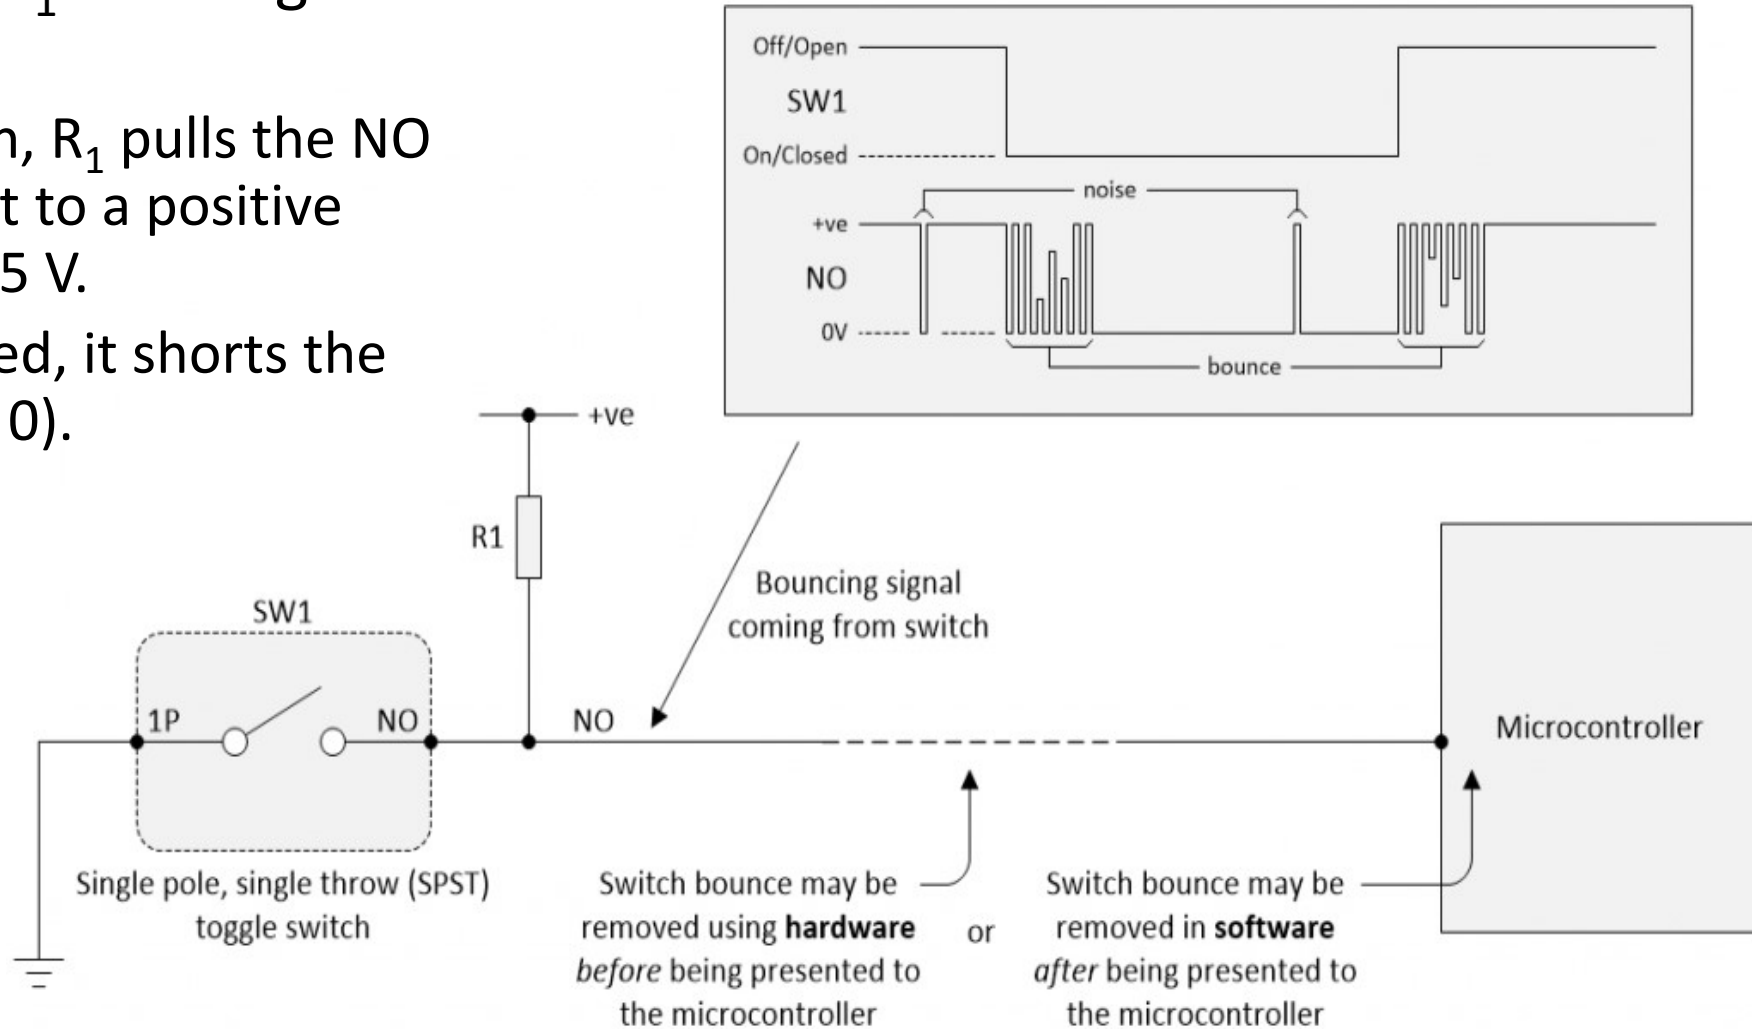 n, R1 pulls the NO
t to a positive
5 V.
ed, it shorts the
0).
Off/Open
SW1
On/Closed
noise
+ve
NO
0V
bounce
+ve
R1
Bouncing signal
coming from switch
SW1
1P
NO
NO
Microcontroller
Single pole, single throw (SPST)
toggle switch
Switch bounce may be
removed using hardware
before being presented to
the microcontroller
or
Switch bounce may be
removed in software
after being presented to
the microcontroller